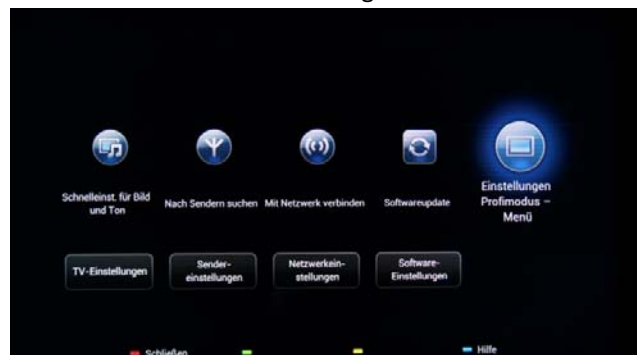 Schnelleinst. für Bild und Ton
Nach Sendern suchen
Mit Netzwerk verbinden
Softwareupdate
Einstellungen
Profimodus –
Menü
TV-Einstellungen
Sender-
einstellungen
Netzwerkein-
stellungen
Software-
Einstellungen
Schließen
Hilfe